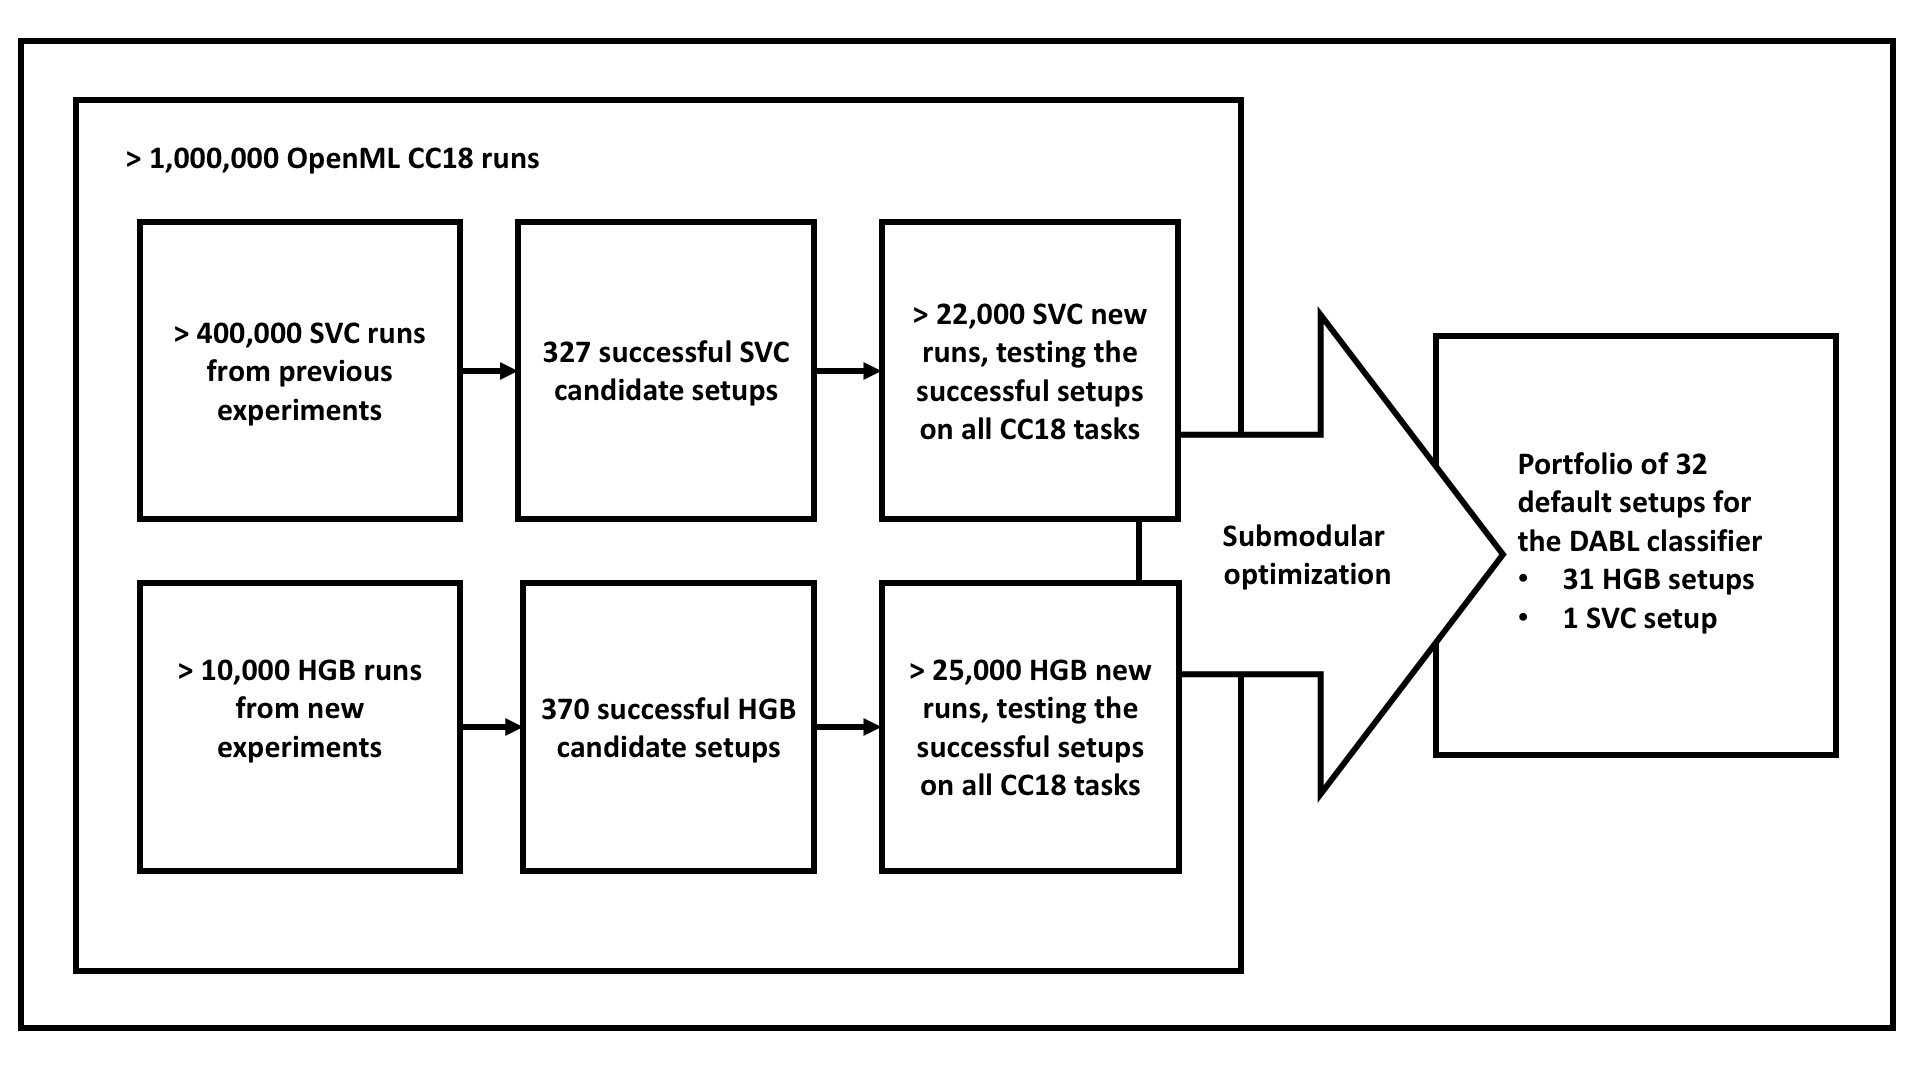 > 1,000,000 OpenML CC18 runs
> 400,000 SVC runs
from previous
experiments
327 successful SVC
candidate setups
> 22,000 SVC new
runs, testing the
successful setups
on all CC18 tasks
> 10,000 HGB runs
from new
experiments
370 successful HGB
candidate setups
> 25,000 HGB new
runs, testing the
successful setups
on all CC18 tasks
Submodular
optimization
Portfolio of 32
default setups for
the DABL classifier
• 31 HGB setups
• 1 SVC setup